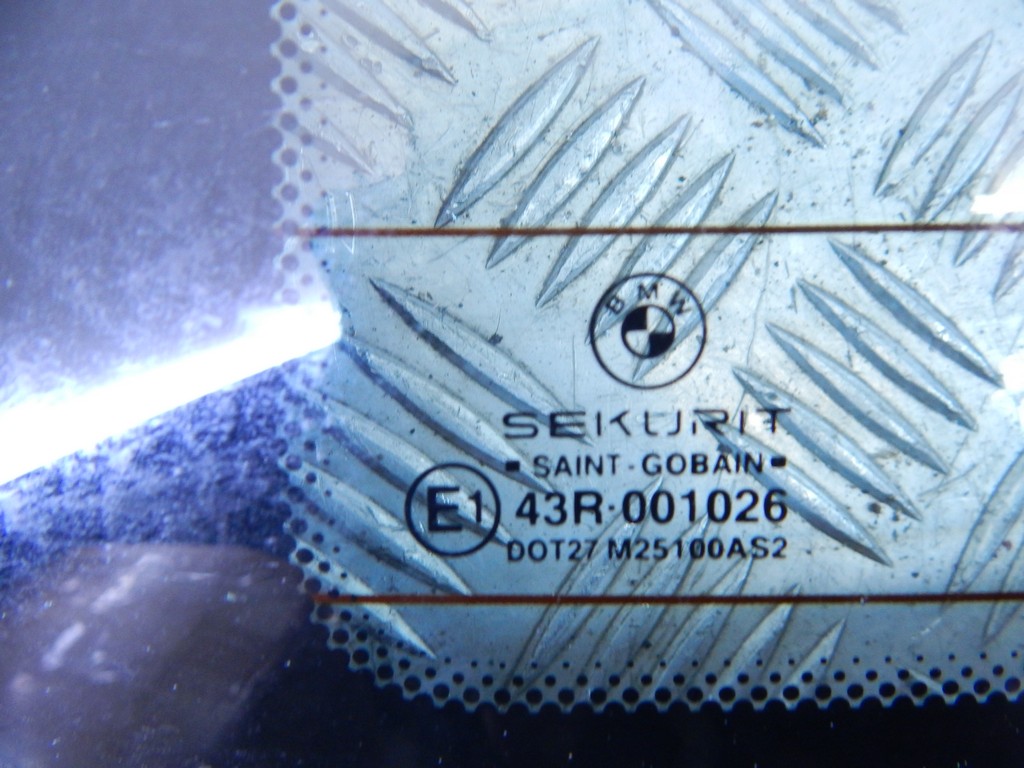 BMW
SEKURIT
SAINT-GOBAIN
E1 43R·001026
DOT27 M25100AS2